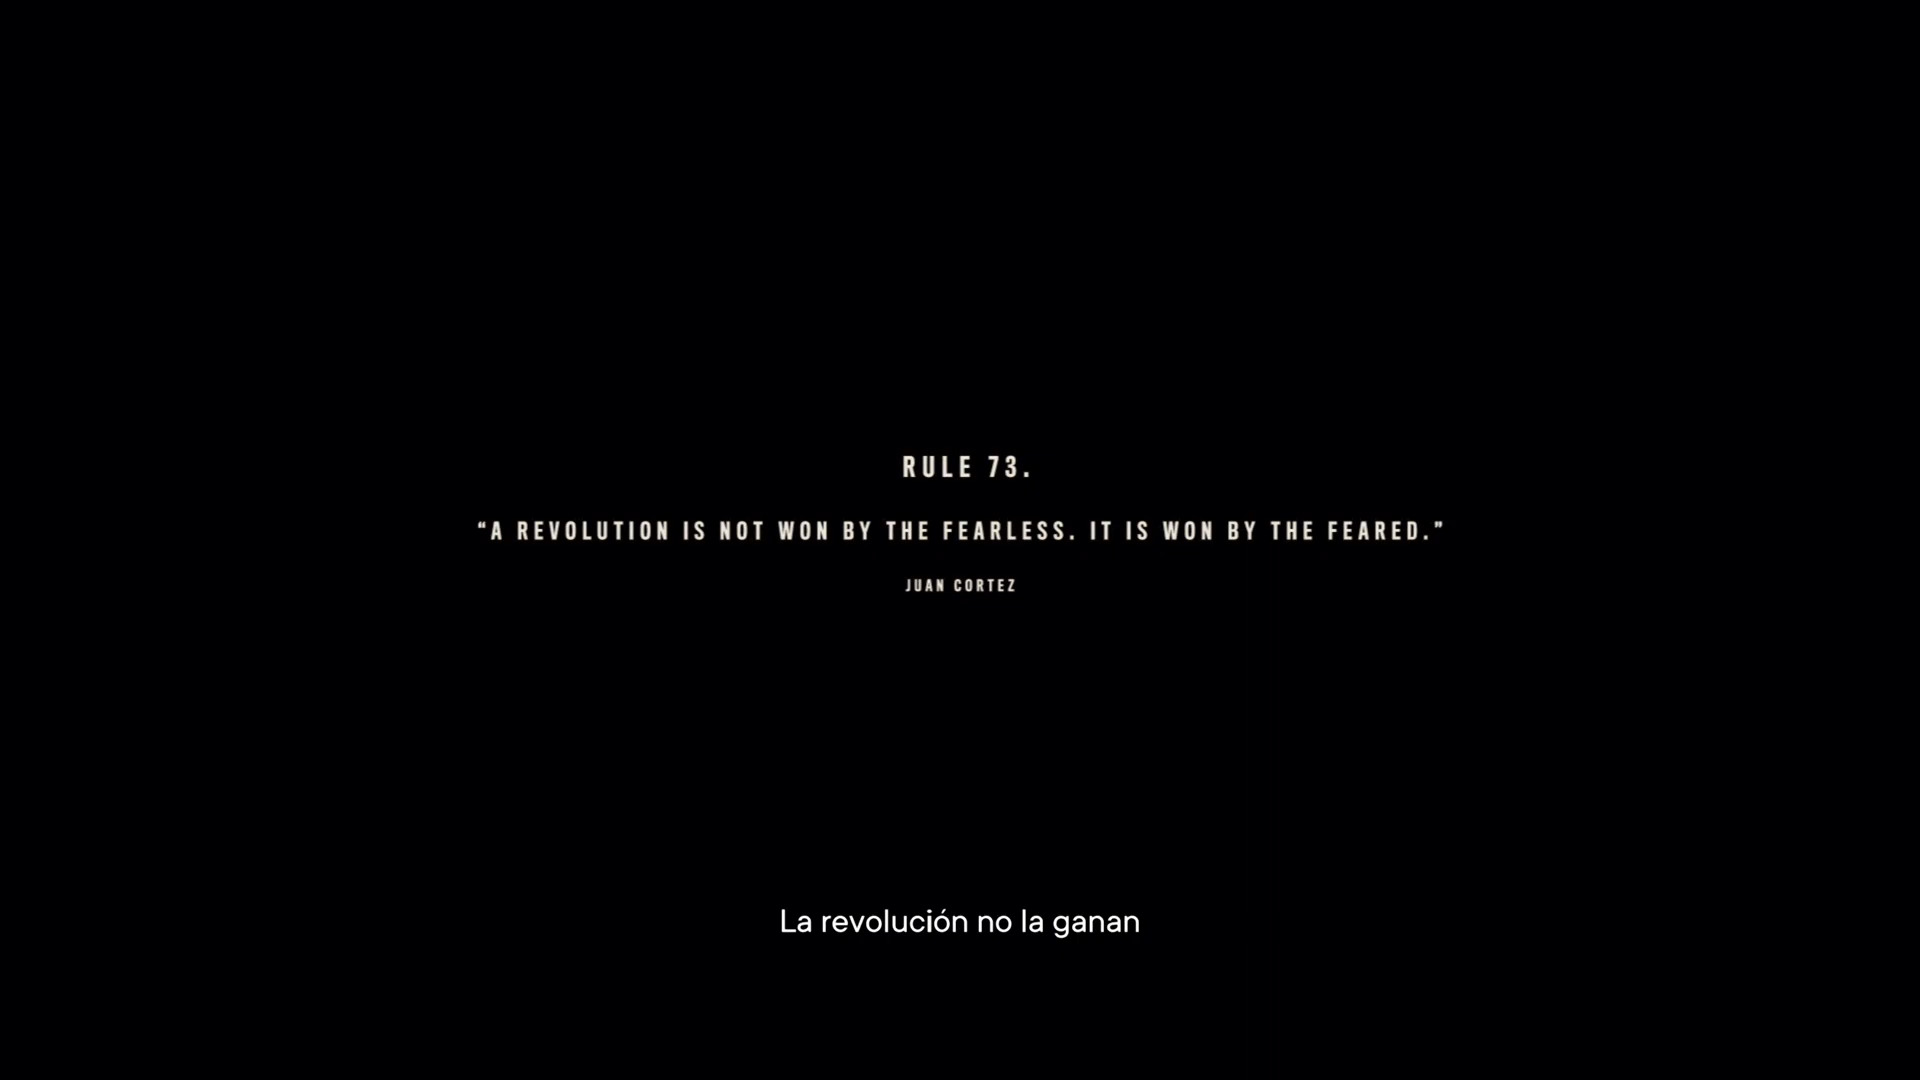 RULE 73.
“A REVOLUTION IS NOT WON BY THE FEARLESS. IT IS WON BY THE FEARED.”
JUAN CORTEZ
La revolución no la ganan